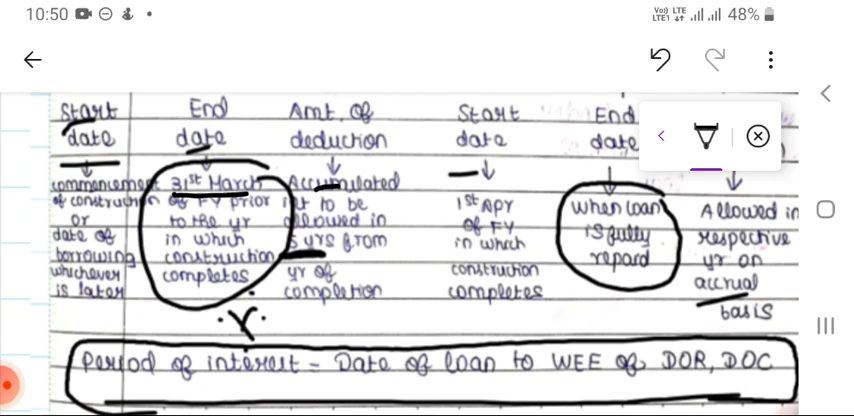 10:50
Vo) LTE
LTE1
48%
Start
date
commencement
of construction
or
date of
borrowing
whichever
is later
End
date
31st March
of FY prior
to the yr
in which
construction
completes
Amt. of
deduction
Accumulated
int to be
allowed in
5 yrs from
yr of
completion
Start
date
1st Apr
of FY
in which
construction
completes
End
date
when loan
is fully
repard
Allowed in
respective
yr on
accrual
basis
Period of interest = Date of loan to WEE of DOR, DOC